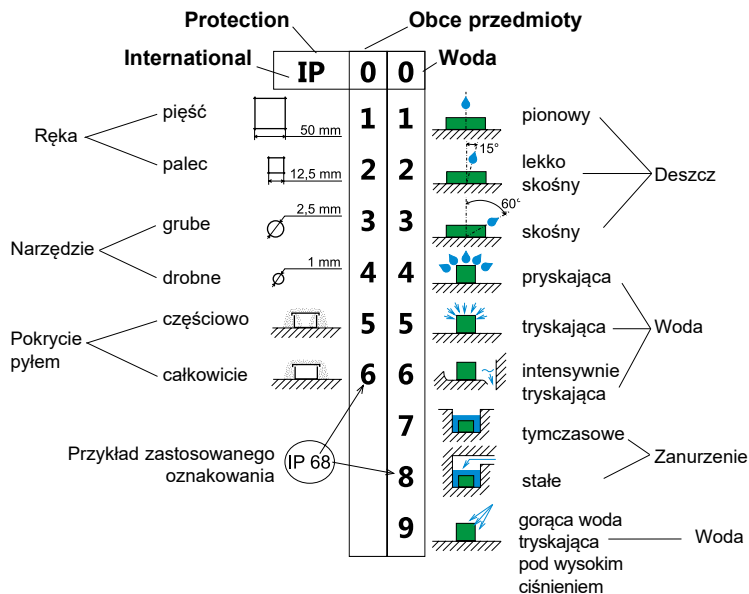 Protection
Obce przedmioty
International
IP
0
0
Woda
Ręka
pięść
50 mm
1
1
pionowy
palec
12,5 mm
2
2
15°
lekko
skośny
Deszcz
Narzędzie
grube
2,5 mm
3
3
60°
skośny
drobne
1 mm
4
4
pryskająca
Pokrycie
pyłem
częściowo
5
5
tryskająca
Woda
całkowicie
6
6
intensywnie
tryskająca
7
tymczasowe
Przykład zastosowanego
oznakowania
IP 68
8
stałe
Zanurzenie
9
gorąca woda
tryskająca
pod wysokim
ciśnieniem
Woda